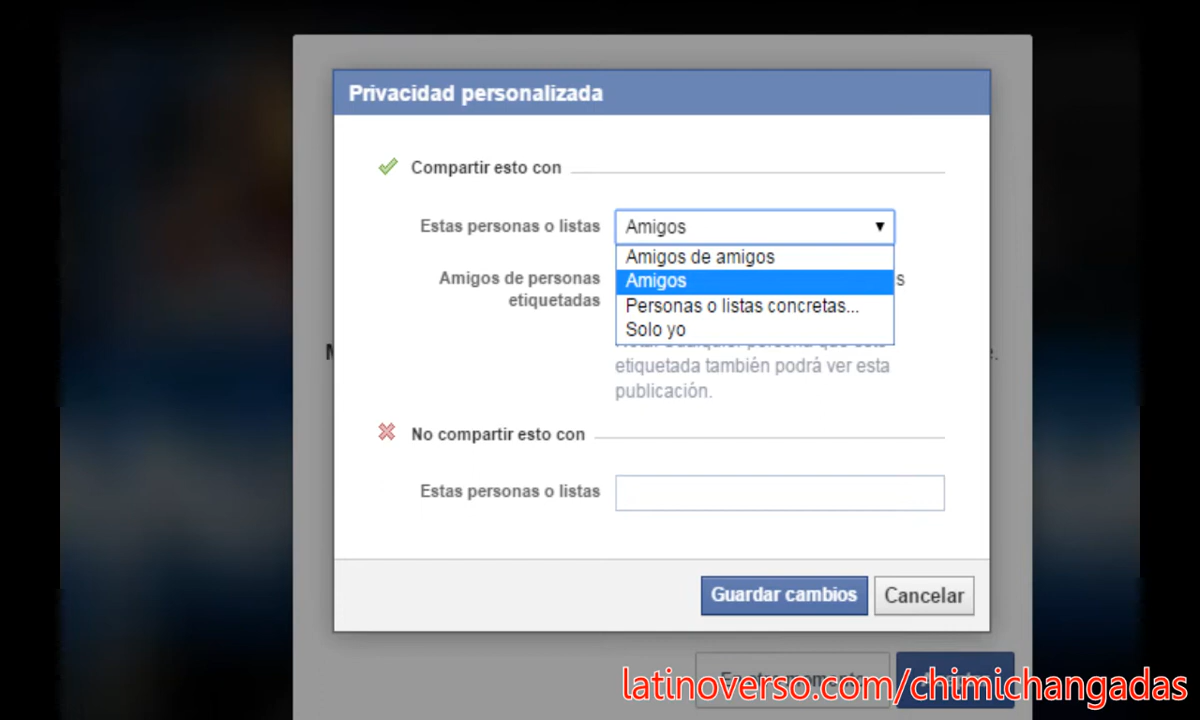 Privacidad personalizada
Compartir esto con
Estas personas o listas
Amigos
Amigos de amigos
Amigos
Personas o listas concretas...
Solo yo
Amigos de personas
etiquetadas
etiquetada también podrá ver esta
publicación.
No compartir esto con
Estas personas o listas
Guardar cambios
Cancelar
latinoverso.com/chimichangadas